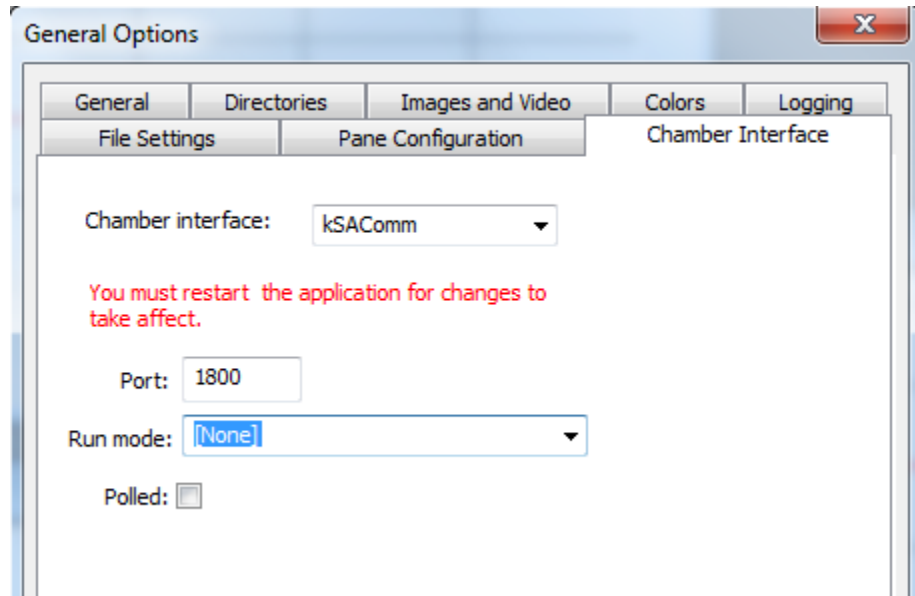 General Options
General
Directories
Images and Video
Colors
Logging
File Settings
Pane Configuration
Chamber Interface
Chamber interface:
kSAComm
You must restart the application for changes to
take affect.
Port:
1800
Run mode:
[None]
Polled: